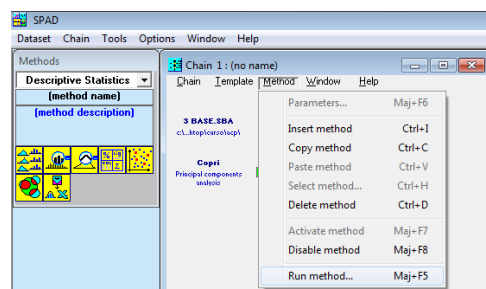 SPAD
Dataset Chain Tools Options Window Help
Methods
Descriptive Statistics
(method name)
(method description)
Chain 1 : (no name)
Chain Template Method Window Help
3 BASE.SBA
c:\...ktop\curso\acp\
Copri
Principal components
analysis
Parameters... Maj+F6
Insert method Ctrl+I
Copy method Ctrl+C
Paste method Ctrl+V
Select method... Ctrl+H
Delete method Ctrl+D
Activate method Maj+F7
Disable method Maj+F8
Run method... Maj+F5